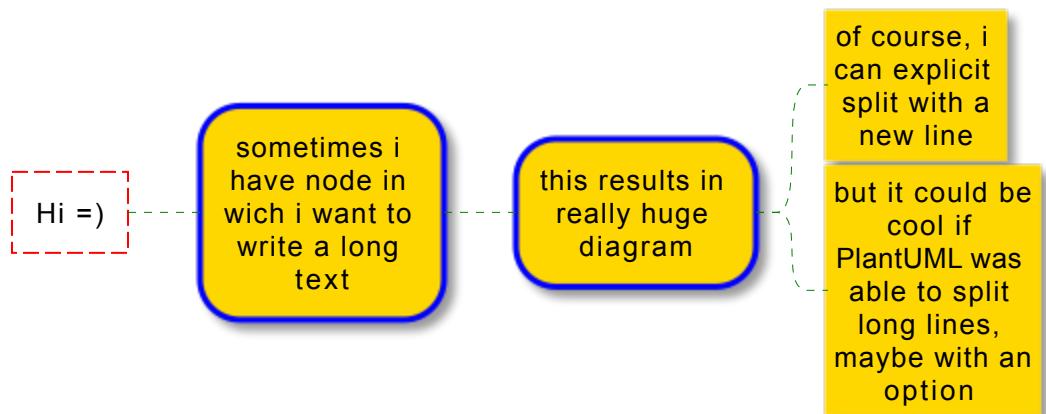 Hi =)
sometimes i
have node in
wich i want to
write a long
text
this results in
really huge
diagram
of course, i
can explicit
split with a
new line
but it could be
cool if
PlantUML was
able to split
long lines,
maybe with an
option